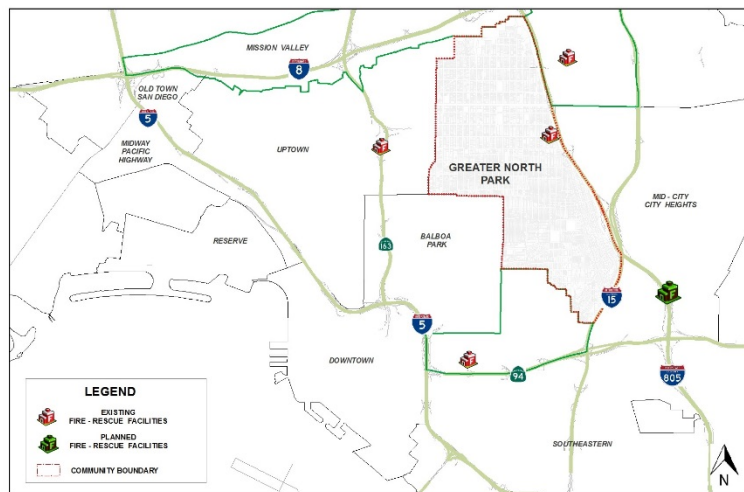 MISSION VALLEY
8
OLD TOWN
SAN DIEGO
5
MIDWAY
PACIFIC
HIGHWAY
UPTOWN
GREATER NORTH
PARK
MID - CITY
CITY HEIGHTS
RESERVE
163
BALBOA
PARK
15
5
DOWNTOWN
94
805
SOUTHEASTERN
LEGEND
EXISTING
FIRE - RESCUE FACILITIES
PLANNED
FIRE - RESCUE FACILITIES
COMMUNITY BOUNDARY
N